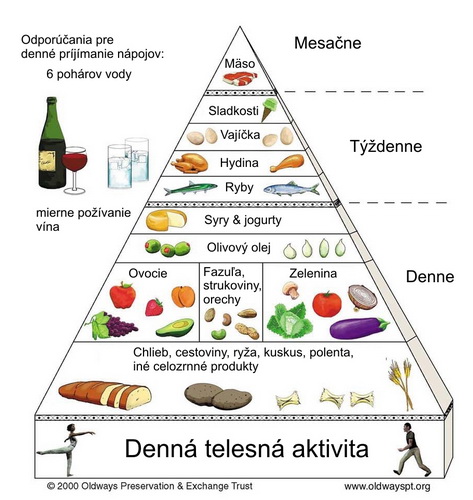 Odporúčania pre
denné príjímanie nápojov:
6 pohárov vody
mierne požívanie
vína
Mesačne
Mäso
Týždenne
Sladkosti
Vajíčka
Hydina
Ryby
Denne
Syry & jogurty
Olivový olej
Ovocie
Fazuľa,
strukoviny,
orechy
Zelenina
Chlieb, cestoviny, ryža, kuskus, polenta,
iné celozrnné produkty
Denná telesná aktivita
© 2000 Oldways Preservation & Exchange Trust
www.oldwayspt.org